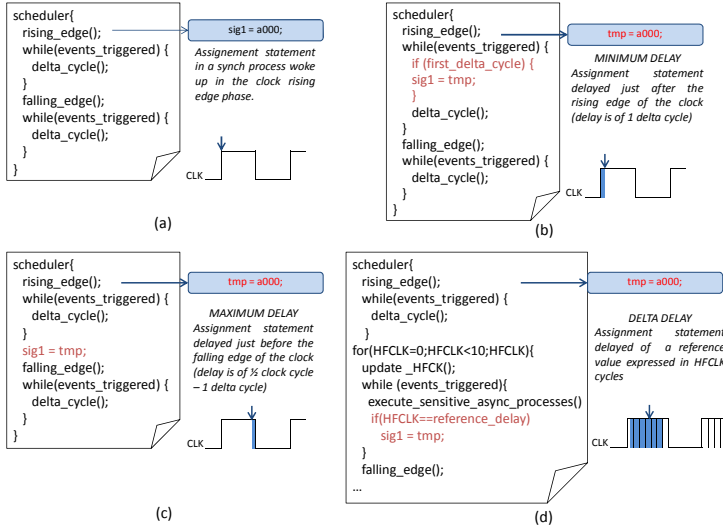 scheduler{
rising_edge();
while(events_triggered) {
delta_cycle();
}
falling_edge();
while(events_triggered) {
delta_cycle();
}
}
sig1 = a000;
Assignement statement
in a synch process woke
up in the clock rising
edge phase.
CLK
(a)
scheduler{
rising_edge();
while(events_triggered) {
if (first_delta_cycle) {
sig1 = tmp;
}
delta_cycle();
}
falling_edge();
while(events_triggered) {
delta_cycle();
}
}
tmp = a000;
MINIMUM DELAY
Assignment statement
delayed just after the
rising edge of the clock
(delay is of 1 delta cycle)
CLK
(b)
scheduler{
rising_edge();
while(events_triggered) {
delta_cycle();
}
sig1 = tmp;
falling_edge();
while(events_triggered) {
delta_cycle();
}
}
tmp = a000;
MAXIMUM DELAY
Assignment statement
delayed just before the
falling edge of the clock
(delay is of ½ clock cycle
– 1 delta cycle)
CLK
(c)
scheduler{
rising_edge();
while(events_triggered) {
delta_cycle();
}
for(HFCLK=0;HFCLK<10;HFCLK){
update _HFCK();
while (events_triggered){
execute_sensitive_async_processes()
if(HFCLK==reference_delay)
sig1 = tmp;
}
falling_edge();
...
tmp = a000;
DELTA DELAY
Assignment statement
delayed of a reference
value expressed in HFCLK
cycles
CLK
(d)